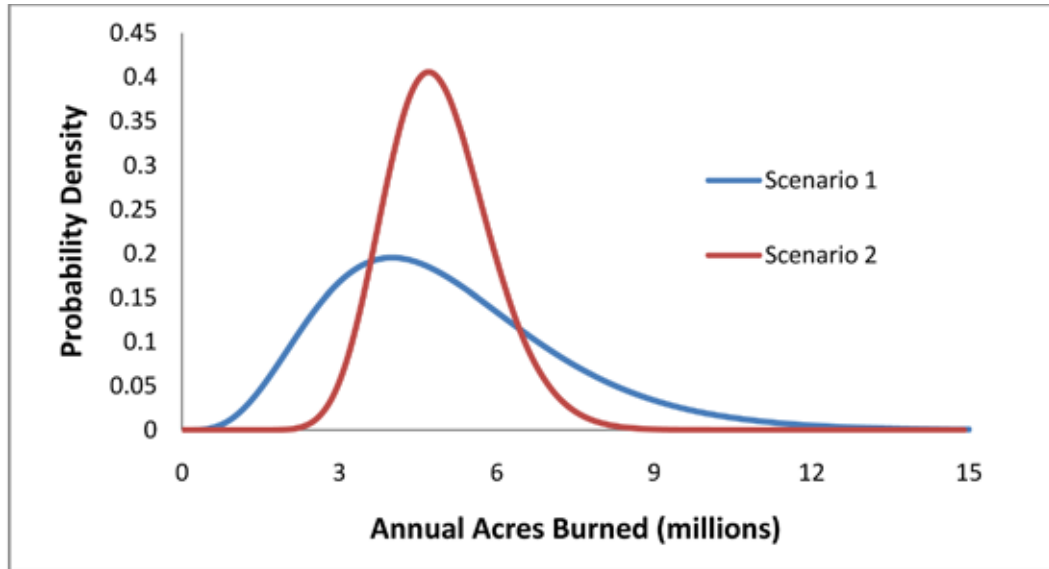 0.45
0.4
0.35
0.3
0.25
0.2
0.15
0.1
0.05
0
Probability Density
Scenario 1
Scenario 2
0 3 6 9 12 15
Annual Acres Burned (millions)